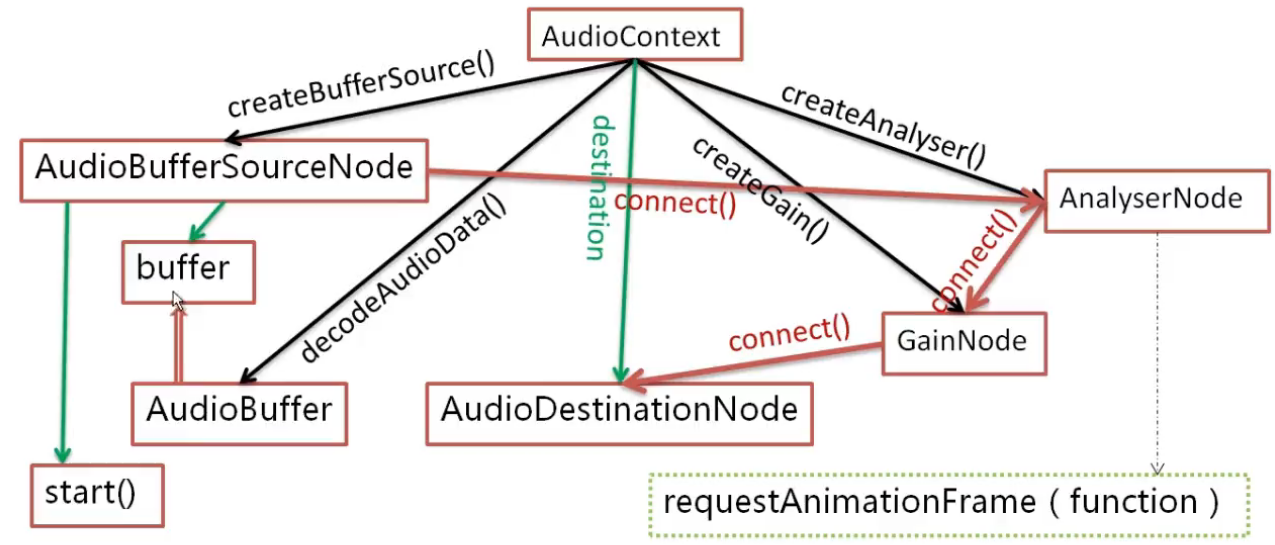 AudioContext
createBufferSource()
createAnalyser()
destination
createGain()
AudioBufferSourceNode
connect()
AnalyserNode
decodeAudioData()
connect()
buffer
connect()
GainNode
AudioBuffer
AudioDestinationNode
start()
requestAnimationFrame ( function )